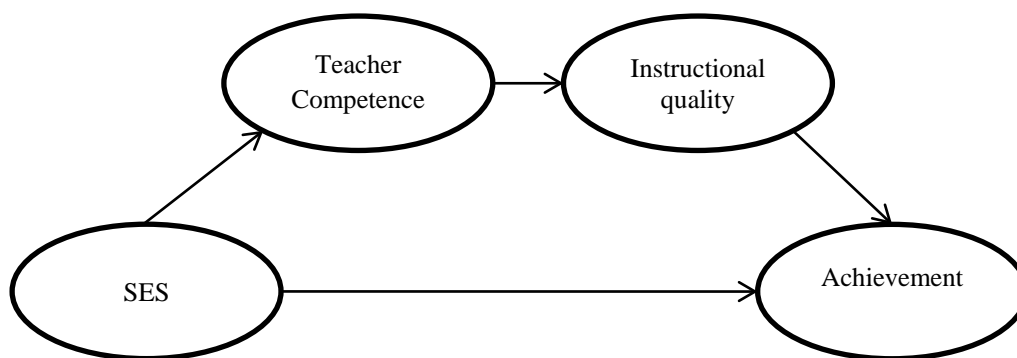 Teacher
Competence
Instructional
quality
SES
Achievement